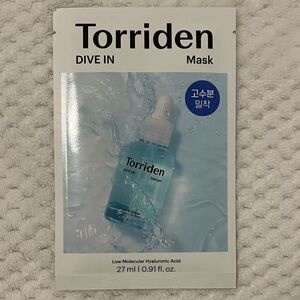 Torriden
DIVE IN Mask
고수분
밀착
Torriden
DIVE IN Serum
Low Molecular Hyaluronic Acid
27 ml | 0.91 fl. oz.